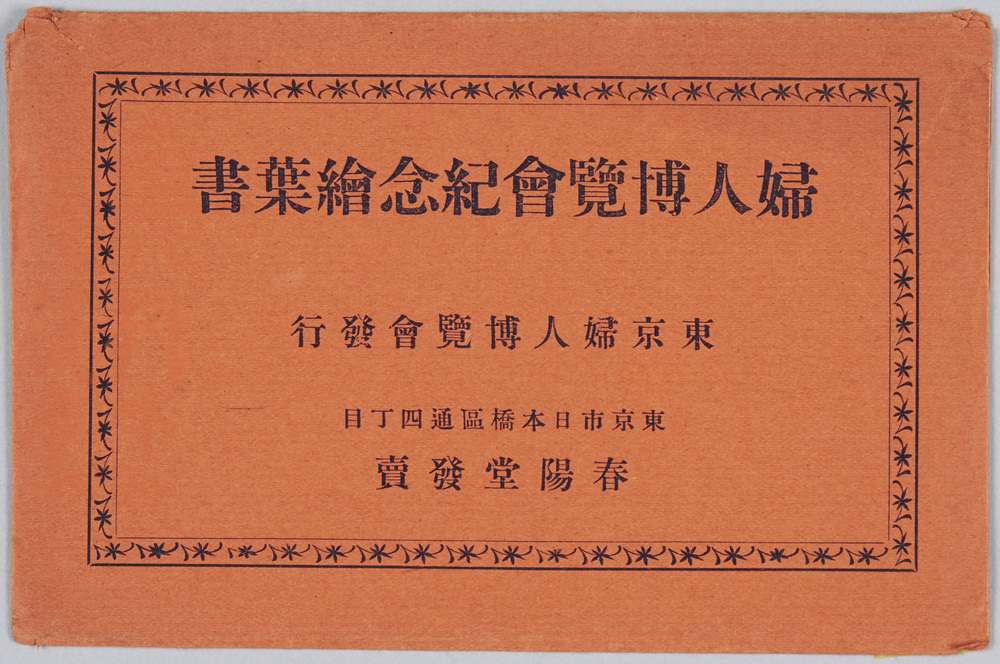 婦人博覽會紀念繪葉書
東京婦人博覽會發行
東京市日本橋區通四丁目
春陽堂發賣